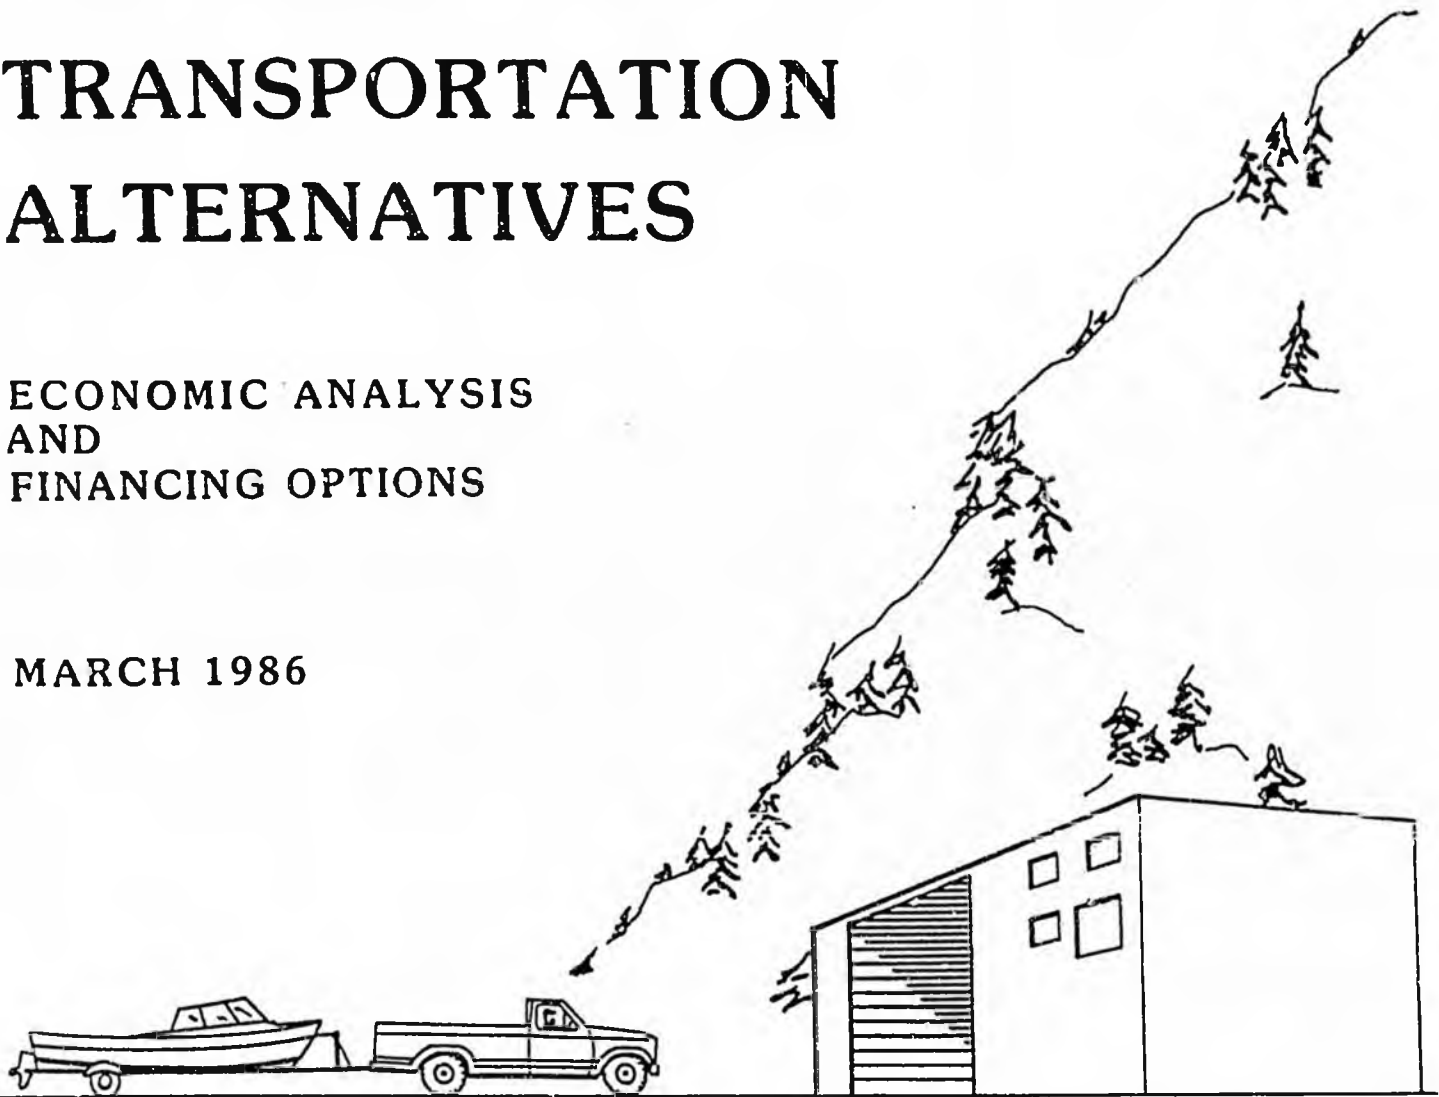 TRANSPORTATION
ALTERNATIVES
ECONOMIC ANALYSIS
AND
FINANCING OPTIONS
MARCH 1986